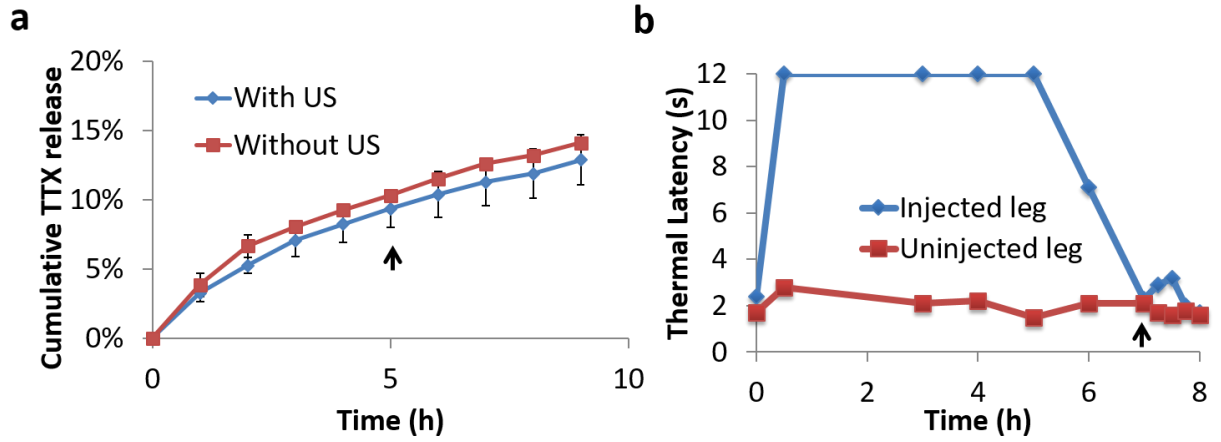 a
Cumulative TTX release
20%
15%
10%
5%
0%
With US
Without US
0
5
10
Time (h)
b
Thermal Latency (s)
12
10
8
6
4
2
0
Injected leg
Uninjected leg
0
2
4
6
8
Time (h)